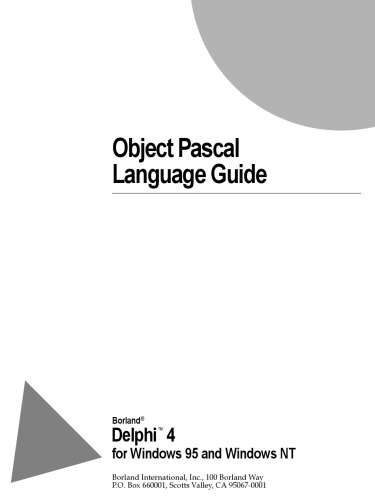 Object Pascal
Language Guide
Borland®
Delphi™ 4
for Windows 95 and Windows NT
Borland International, Inc., 100 Borland Way
P.O. Box 660001, Scotts Valley, CA 95067-0001